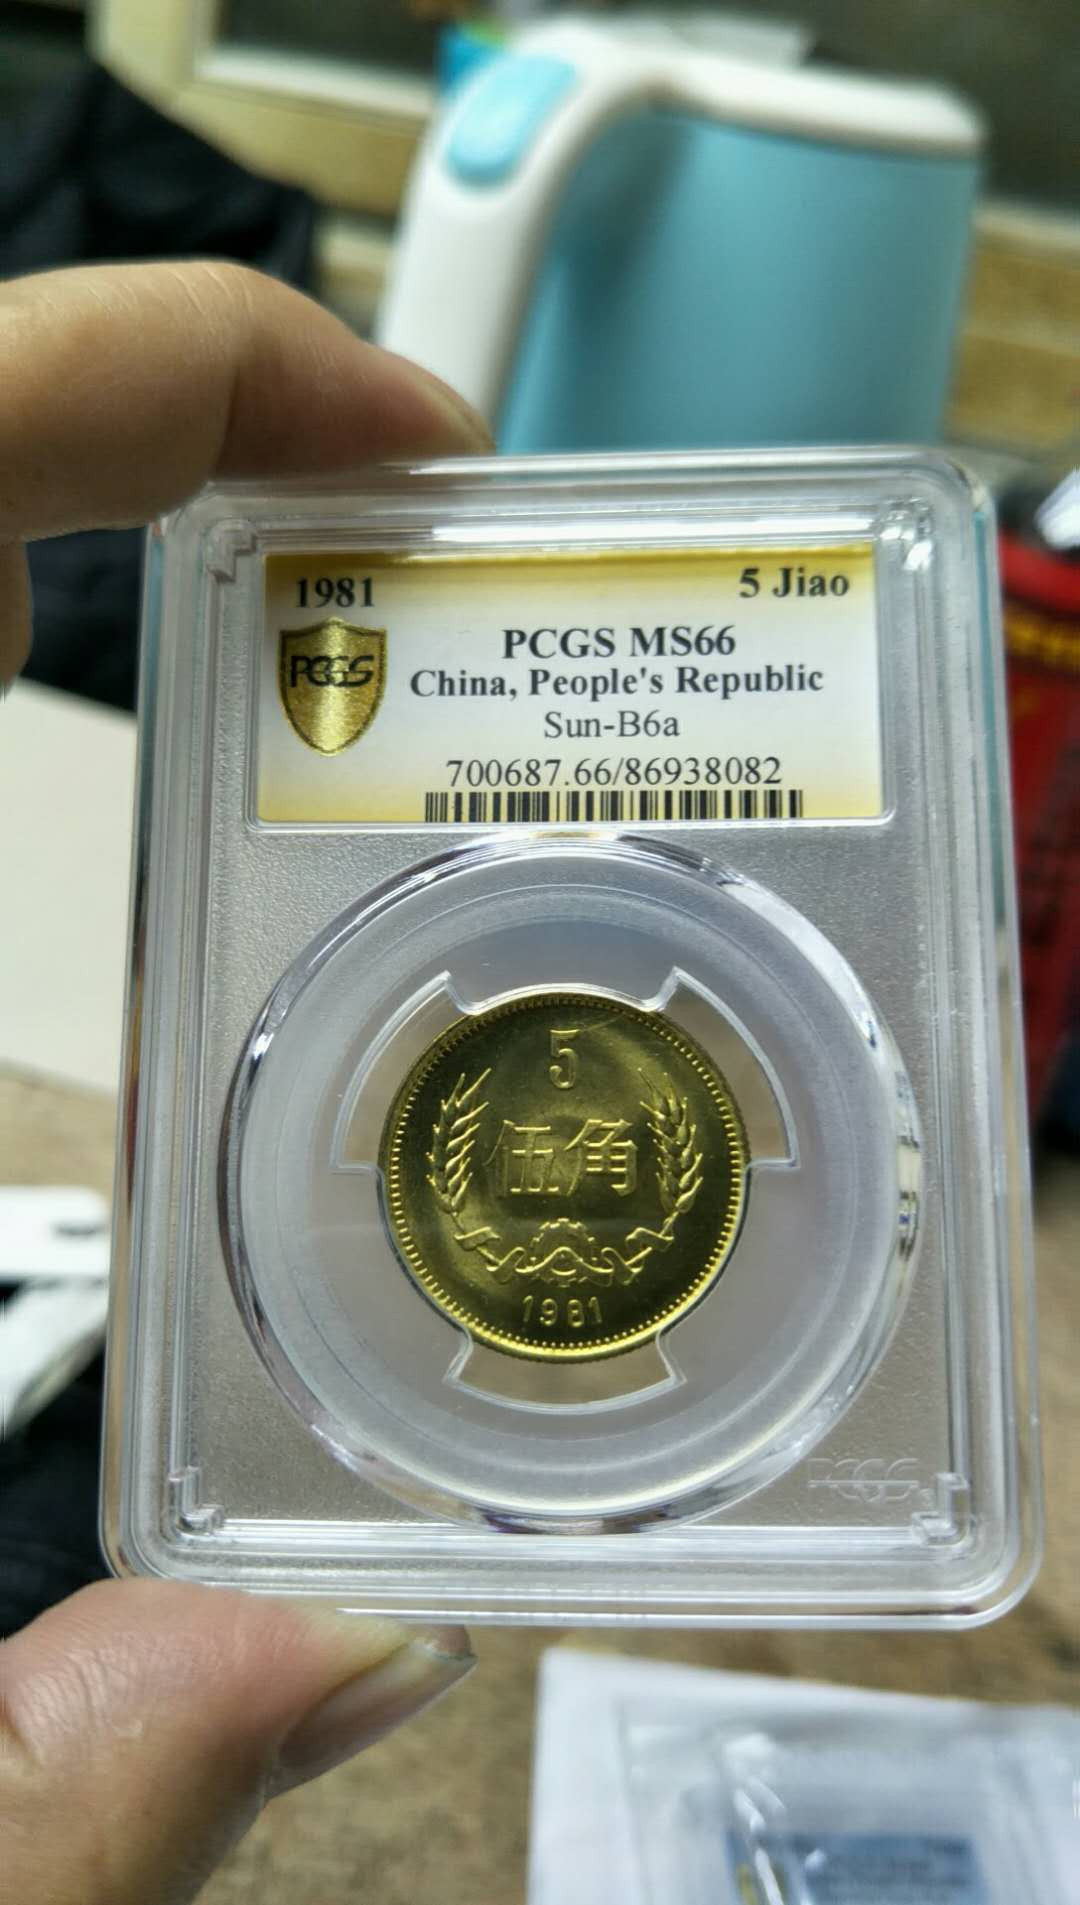 1981 5 Jiao
PCGS PCGS MS66
China, People's Republic
Sun-B6a
700687.66/86938082
5
伍角
1981
PCGS